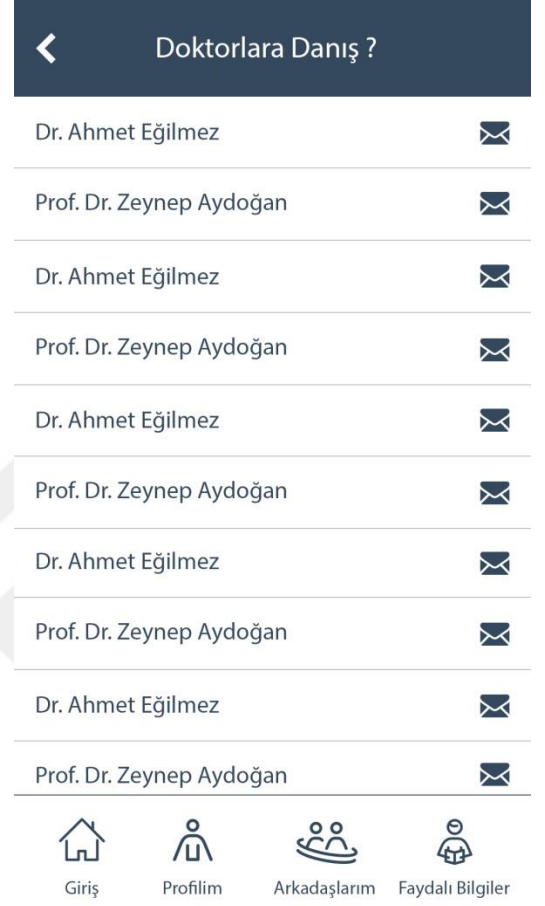 Doktorlara Danış ?
Dr. Ahmet Eğilmez
Prof. Dr. Zeynep Aydoğan
Dr. Ahmet Eğilmez
Prof. Dr. Zeynep Aydoğan
Dr. Ahmet Eğilmez
Prof. Dr. Zeynep Aydoğan
Dr. Ahmet Eğilmez
Prof. Dr. Zeynep Aydoğan
Dr. Ahmet Eğilmez
Prof. Dr. Zeynep Aydoğan
Giriş Profilim Arkadaşlarım Faydalı Bilgiler